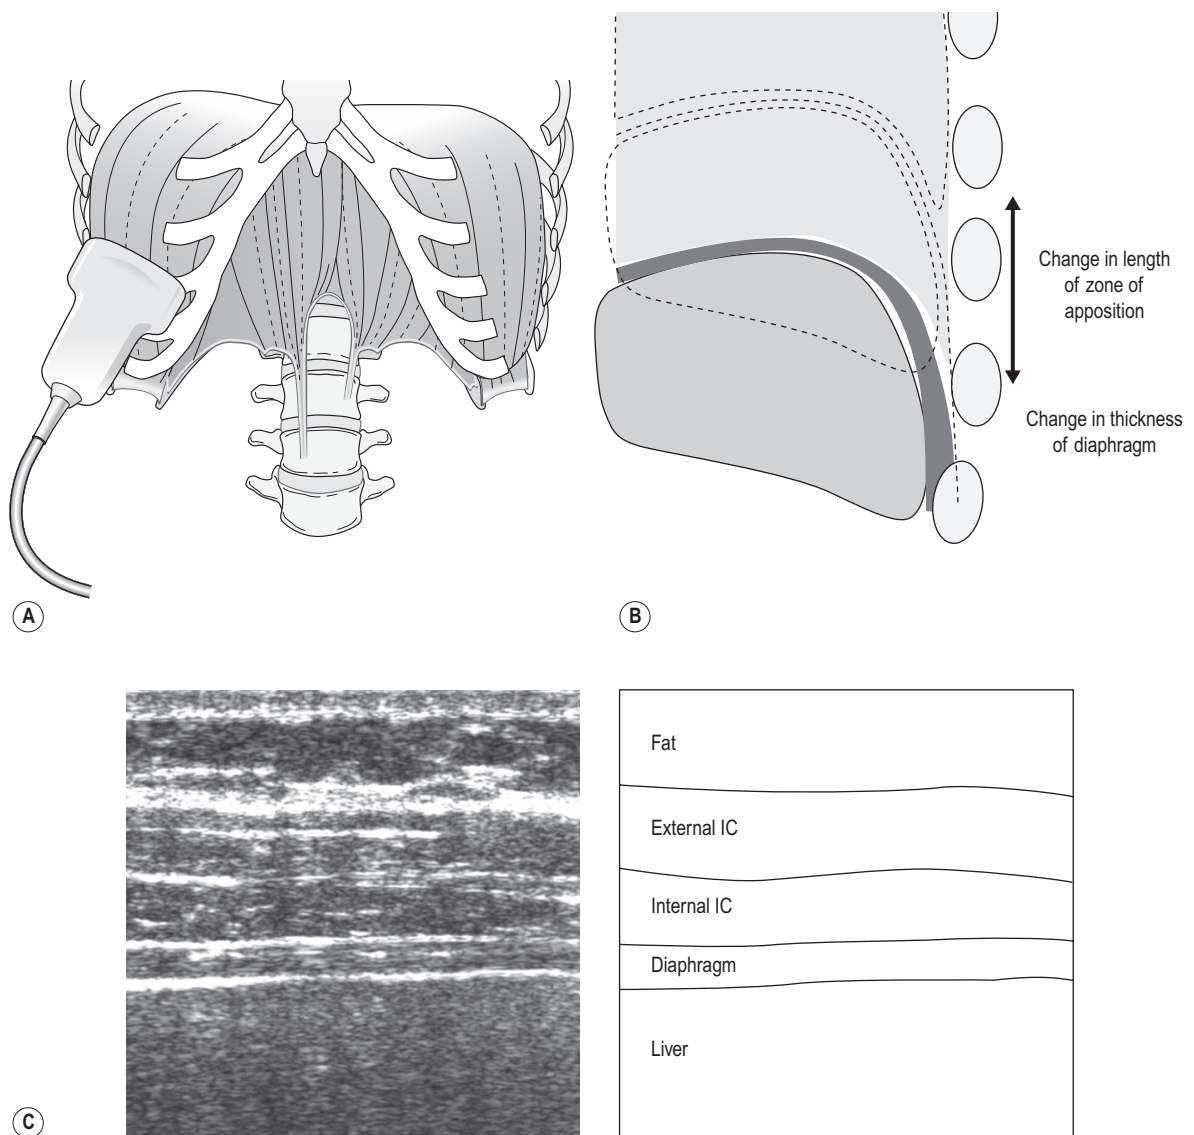 Change in length
of zone of
apposition
Change in thickness
of diaphragm
A
B
Fat
External IC
Internal IC
Diaphragm
Liver
C